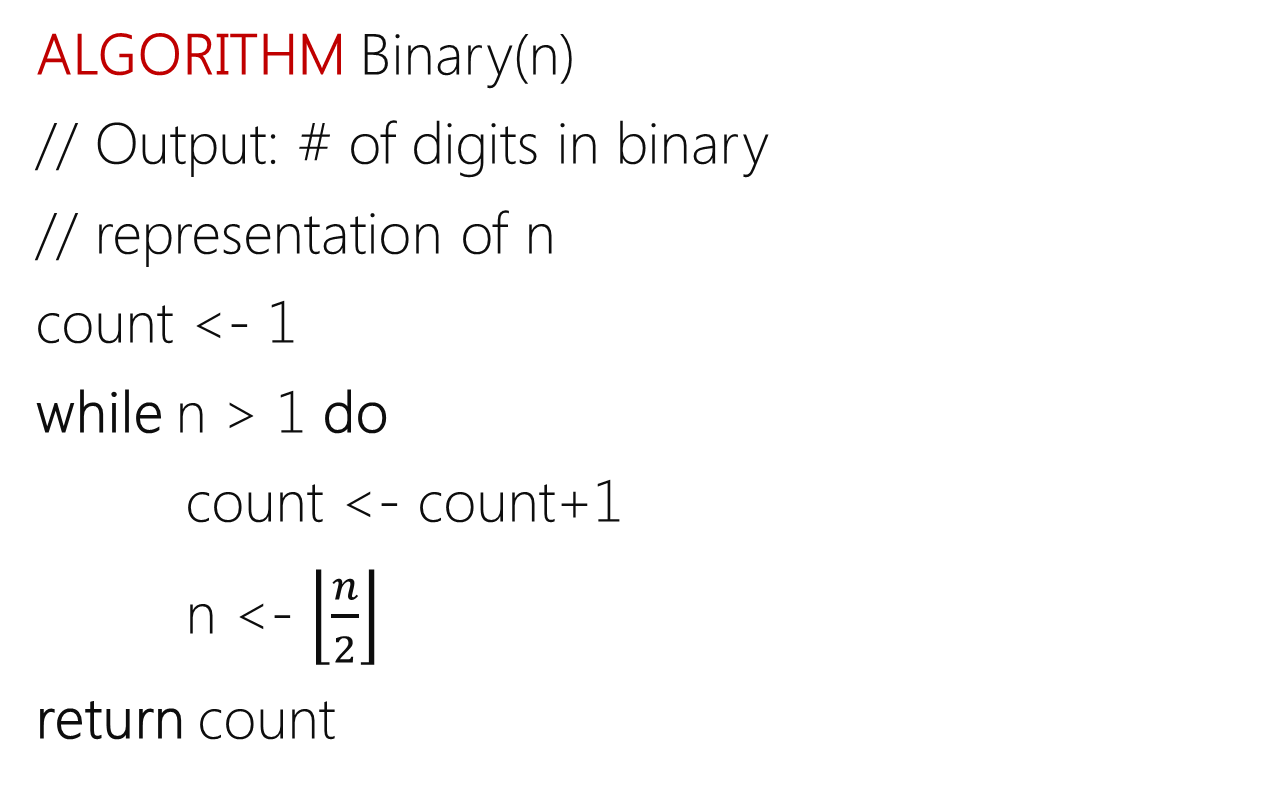 ALGORITHM Binary(n)
// Output: # of digits in binary
// representation of n
count <- 1
while n > 1 do
count <- count+1
n <- ⌊n/2⌋
return count